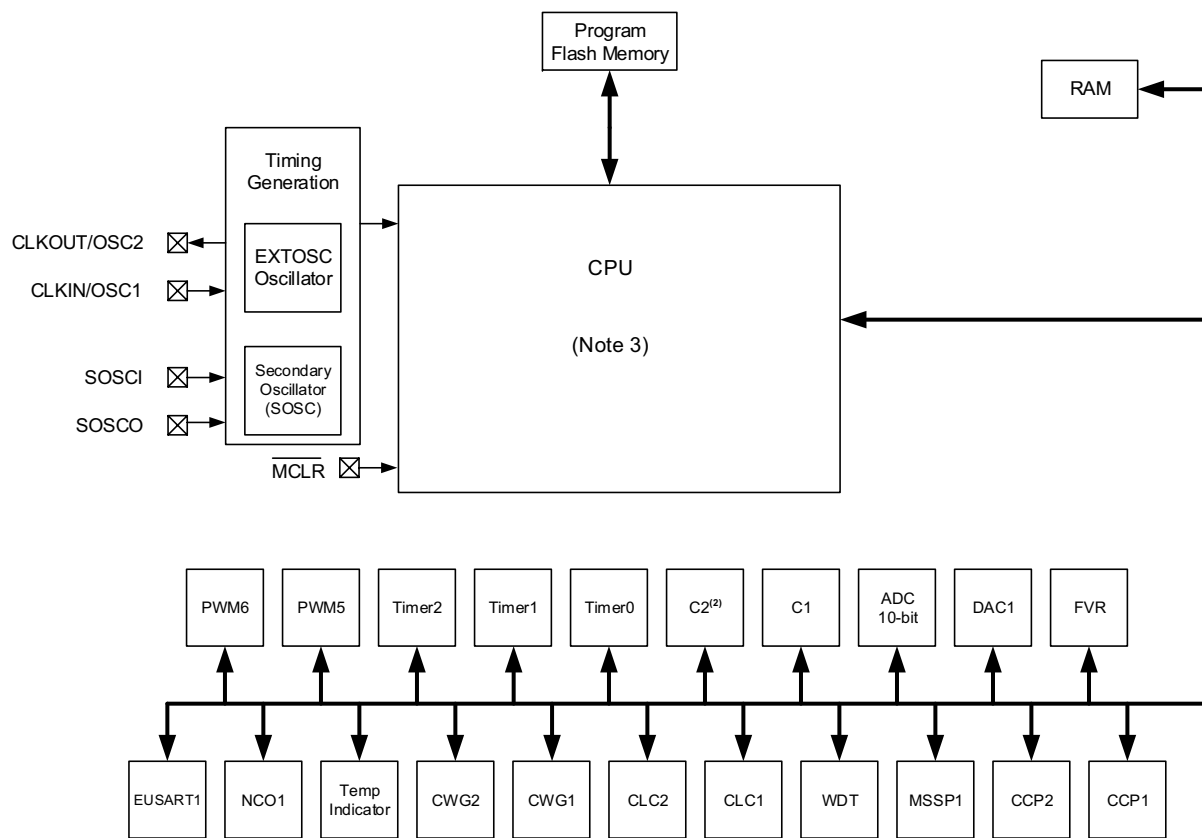 Program
Flash Memory
RAM
Timing
Generation
CLKOUT/OSC2
EXTOSC
Oscillator
CLKIN/OSC1
CPU
(Note 3)
SOSCI
Secondary
Oscillator
(SOSC)
SOSCO
MCLR
PWM6
PWM5
Timer2
Timer1
Timer0
C2(2)
C1
ADC
10-bit
DAC1
FVR
EUSART1
NCO1
Temp
Indicator
CWG2
CWG1
CLC2
CLC1
WDT
MSSP1
CCP2
CCP1